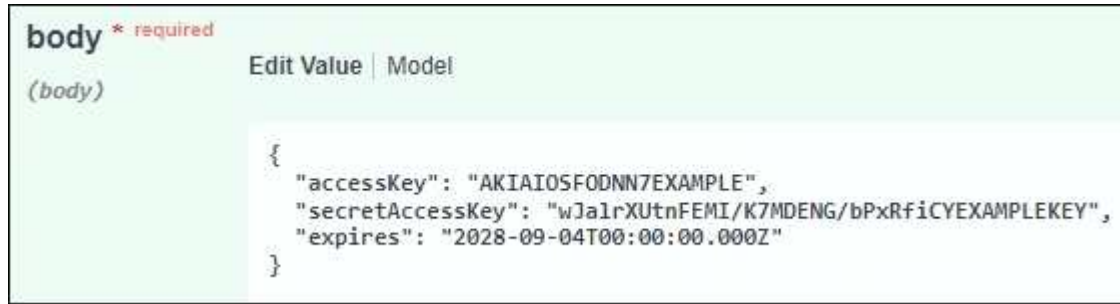 body * required
(body)
Edit Value | Model
{
"accessKey": "AKIAIOSFODNN7EXAMPLE",
"secretAccessKey": "wJalrXUtnFEMI/K7MDENG/bPxRfiCYEXAMPLEKEY",
"expires": "2028-09-04T00:00:00.000Z"
}